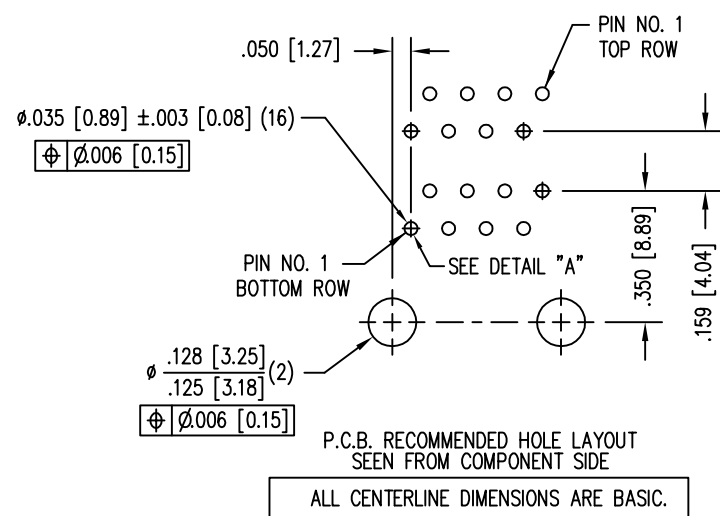 PIN NO. 1
TOP ROW
.050 [1.27]
⌀.035 [0.89] ±.003 [0.08] (16)
⌖ ⌀.006 [0.15]
PIN NO. 1
BOTTOM ROW
SEE DETAIL "A"
.350 [8.89]
.159 [4.04]
⌀ .128 [3.25]
.125 [3.18] (2)
⌖ ⌀.006 [0.15]
P.C.B. RECOMMENDED HOLE LAYOUT
SEEN FROM COMPONENT SIDE
ALL CENTERLINE DIMENSIONS ARE BASIC.